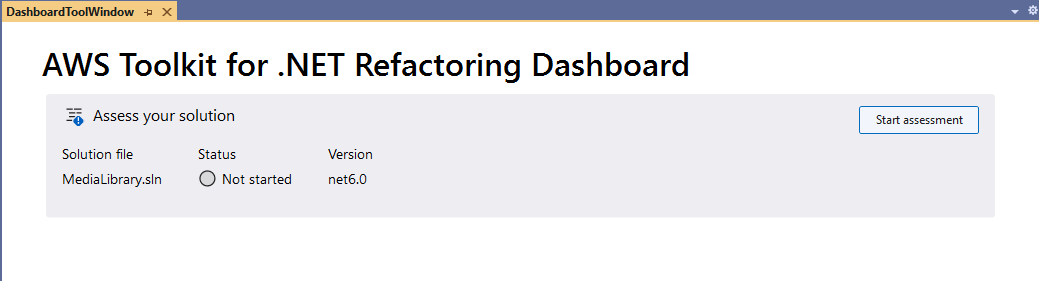 DashboardToolWindow
AWS Toolkit for .NET Refactoring Dashboard
Assess your solution
Start assessment
Solution file Status Version
MediaLibrary.sln Not started net6.0